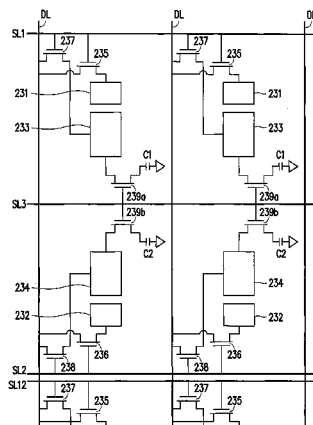 DL DL D
SL1
237 237
235 235
231 231
233 233
C1 C1
239a 239a
SL3
239b 239b
C2 C2
234 234
232 232
236 236
238 238
SL2
SL12
237 237
235 235